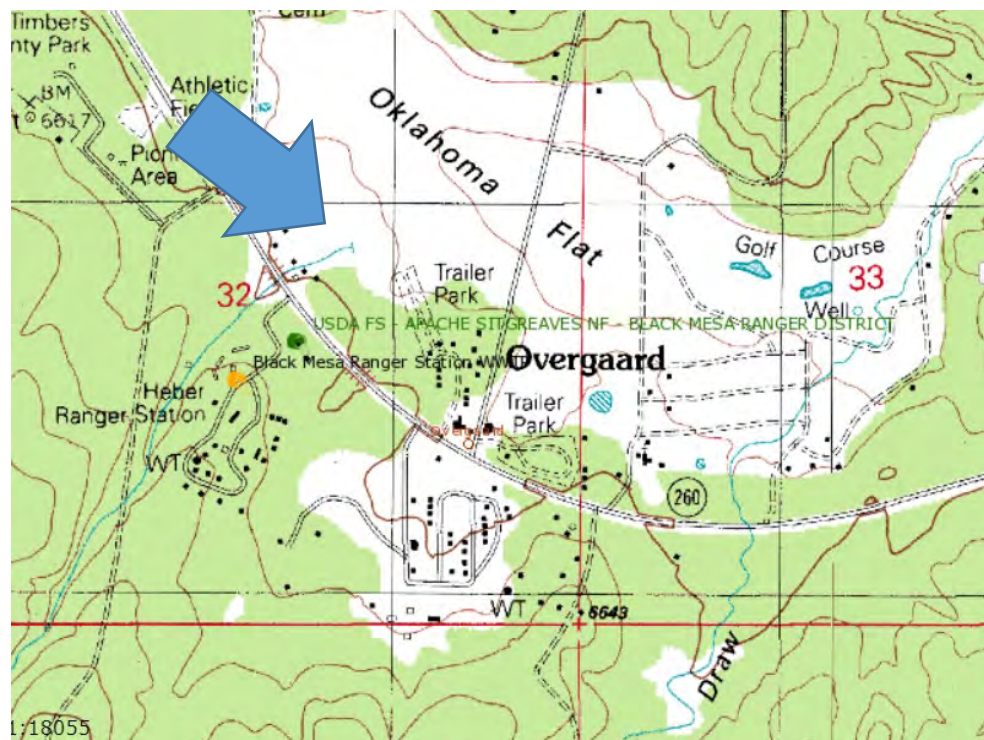 Timbers
nty Park
Cem
BM
6617
Athletic
Picn
Area
Oklahoma
Flat
Golf
Course
33
Well
32
Trailer
Park
USDA FS - APACHE SITGREAVES NF - BLACK MESA RANGER DISTRICT
Black Mesa Ranger Station
Overgaard
Heber
Ranger Station
Trailer
Park
Overgaard
WT
260
WT
6643
Draw
1:18055